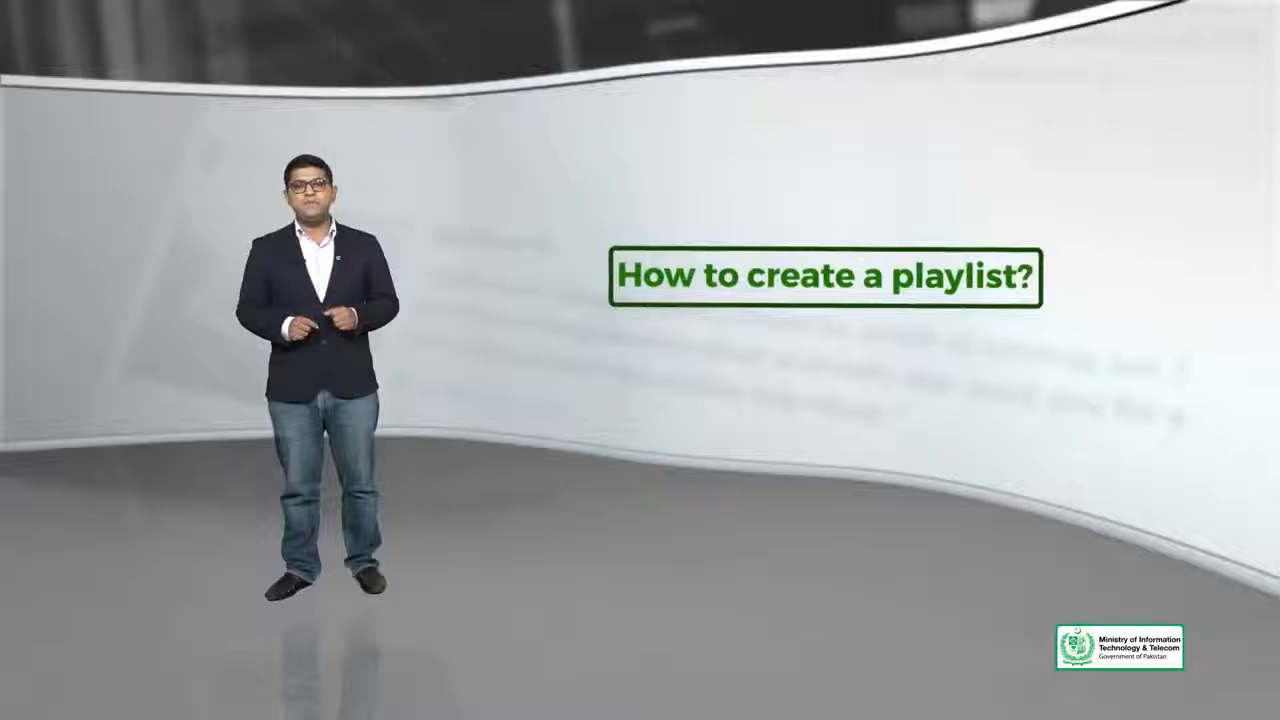 How to create a playlist?
Ministry of Information
Technology & Telecom
Government of Pakistan